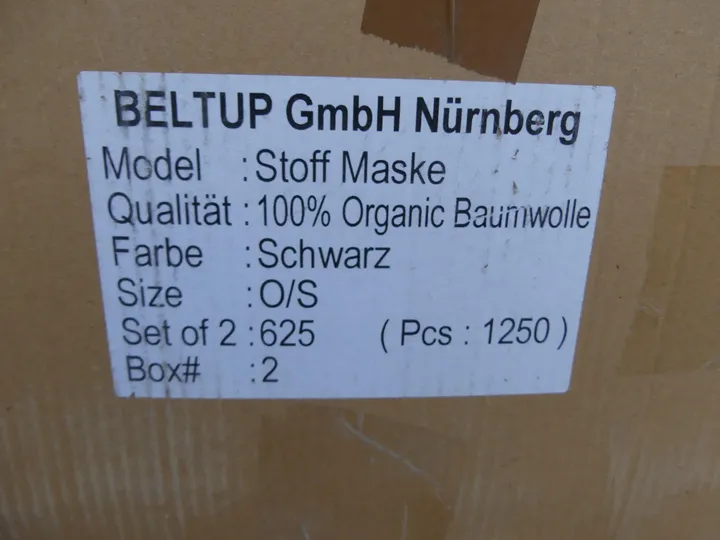 BELTUP GmbH Nürnberg
Model : Stoff Maske
Qualität : 100% Organic Baumwolle
Farbe : Schwarz
Size : O/S
Set of 2 : 625 ( Pcs : 1250 )
Box# : 2